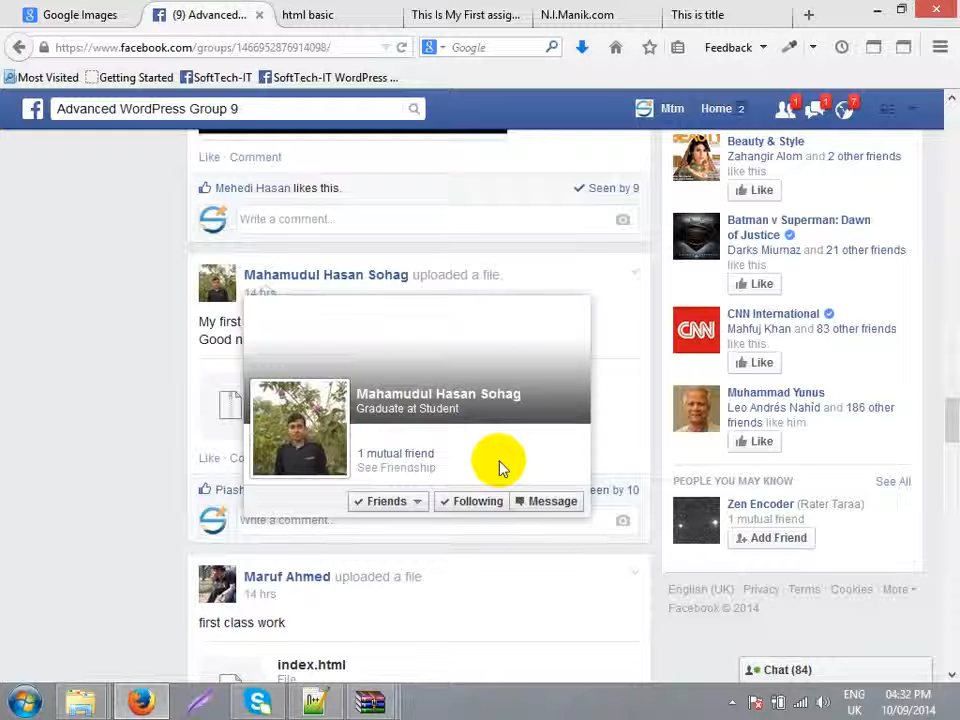 Google Images
(9) Advanced...
html basic
This Is My First assig...
N.I.Manik.com
This is title
https://www.facebook.com/groups/1466952876914098/
Google
Feedback
Most Visited
Getting Started
SoftTech-IT
SoftTech-IT WordPress ...
Advanced WordPress Group 9
Mtm
Home 2
1
1
7
Like · Comment
Mehedi Hasan likes this.
Seen by 9
Write a comment...
Mahamudul Hasan Sohag uploaded a file.
14 hrs
My first
Good n
Mahamudul Hasan Sohag
Graduate at Student
1 mutual friend
See Friendship
Friends
Following
Message
Like · Co
Piash
een by 10
Write a comment...
Maruf Ahmed uploaded a file
14 hrs
first class work
index.html
File
Beauty & Style
Zahangir Alom and 2 other friends
like this.
Like
Batman v Superman: Dawn
of Justice
Darks Miurnaz and 21 other friends
like this.
Like
CNN International
Mahfuj Khan and 83 other friends
like this.
Like
Muhammad Yunus
Leo Andrés Nahid and 186 other
friends like him.
Like
PEOPLE YOU MAY KNOW
See All
Zen Encoder (Rater Taraa)
1 mutual friend
Add Friend
English (UK) · Privacy · Terms · Cookies · More
Facebook © 2014
Chat (84)
ENG
UK
04:32 PM
10/09/2014